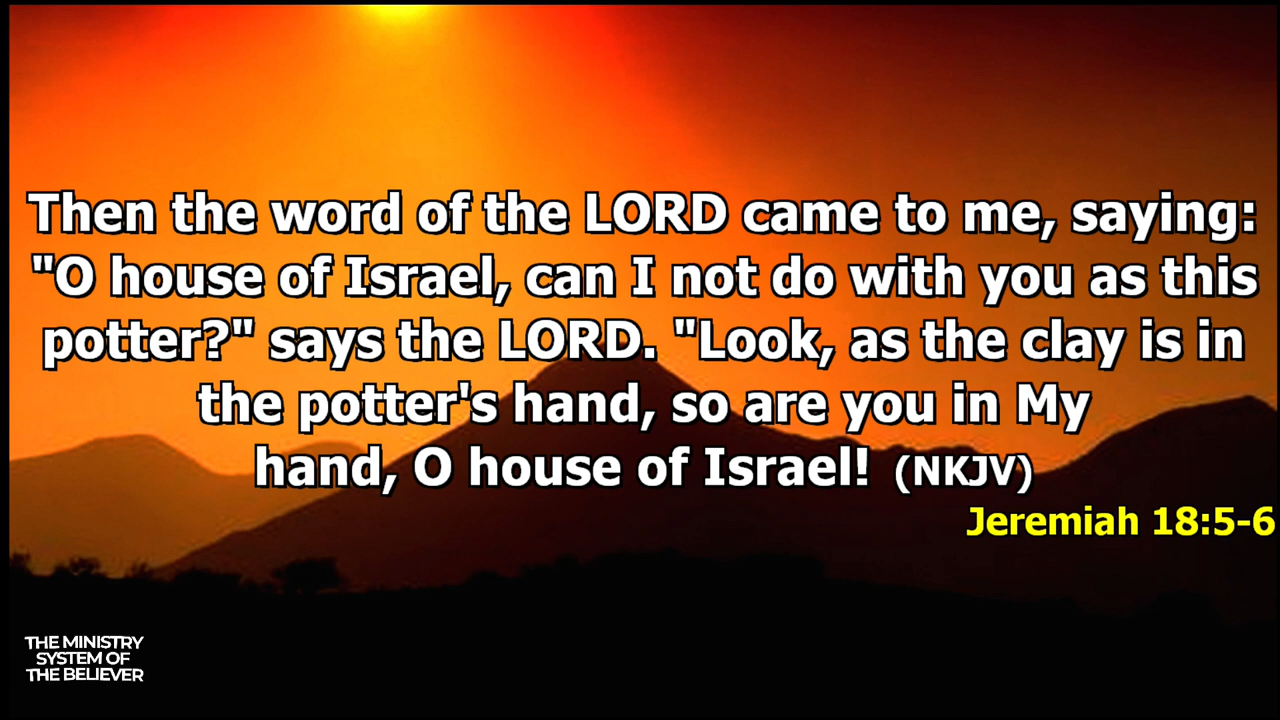 Then the word of the LORD came to me, saying:
"O house of Israel, can I not do with you as this
potter?" says the LORD. "Look, as the clay is in
the potter's hand, so are you in My
hand, O house of Israel! (NKJV)
Jeremiah 18:5-6
THE MINISTRY
SYSTEM OF
THE BELIEVER